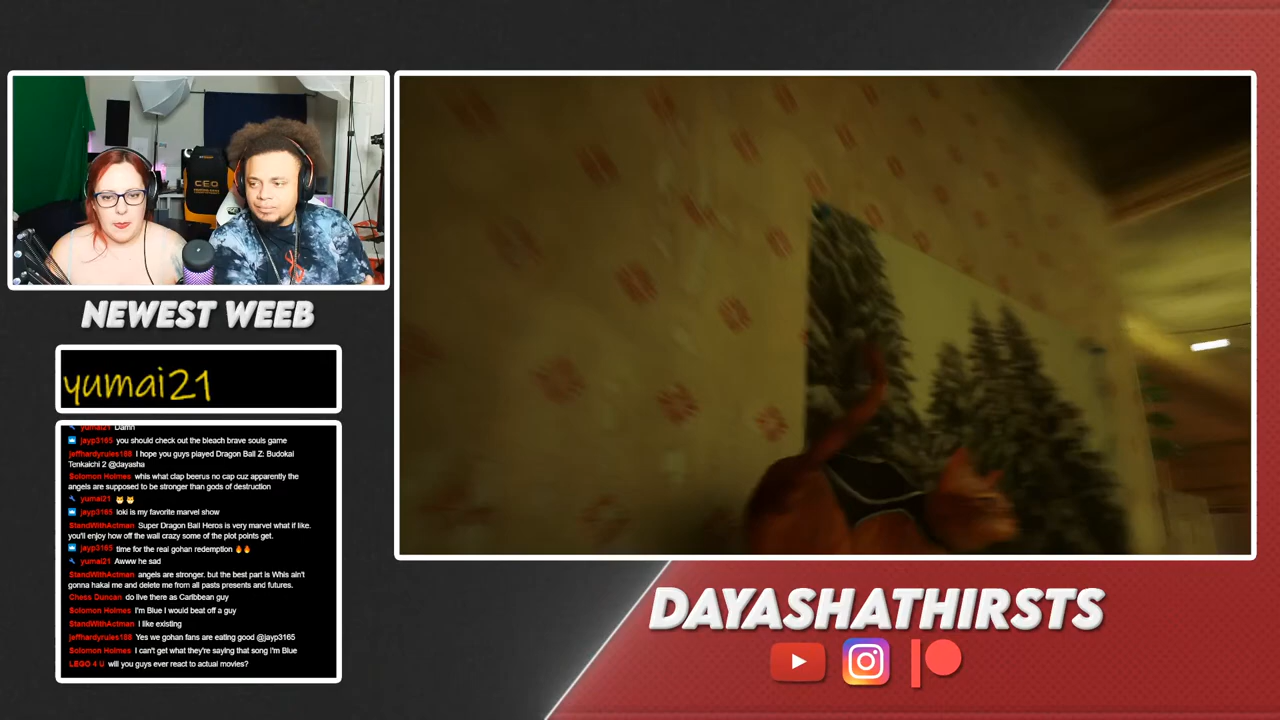 CEO
NEWEST WEEB
yumai21
yumai21 Damn
jayp3165 you should check out the bleach brave souls game
jeffhardyrules188 I hope you guys played Dragon Ball Z: Budokai
Tenkaichi 2 @dayasha
Solomon Holmes whis what clap beerus no cap cuz apparently the
angels are supposed to be stronger than gods of destruction
yumai21 😼 😼
jayp3165 loki is my favorite marvel show
StandWithActman Super Dragon Ball Heros is very marvel what if like.
you'll enjoy how off the wall crazy some of the plot points get.
jayp3165 time for the real gohan redemption 🔥🔥
yumai21 Awww he sad
StandWithActman angels are stronger. but the best part is Whis ain't
gonna hakai me and delete me from all pasts presents and futures.
Chess Duncan do live there as Caribbean guy
Solomon Holmes I'm Blue I would beat off a guy
StandWithActman I like existing
jeffhardyrules188 Yes we gohan fans are eating good @jayp3165
Solomon Holmes I can't get what they're saying that song I'm Blue
LEGO 4 U will you guys ever react to actual movies?
DAYASHATHIRSTS